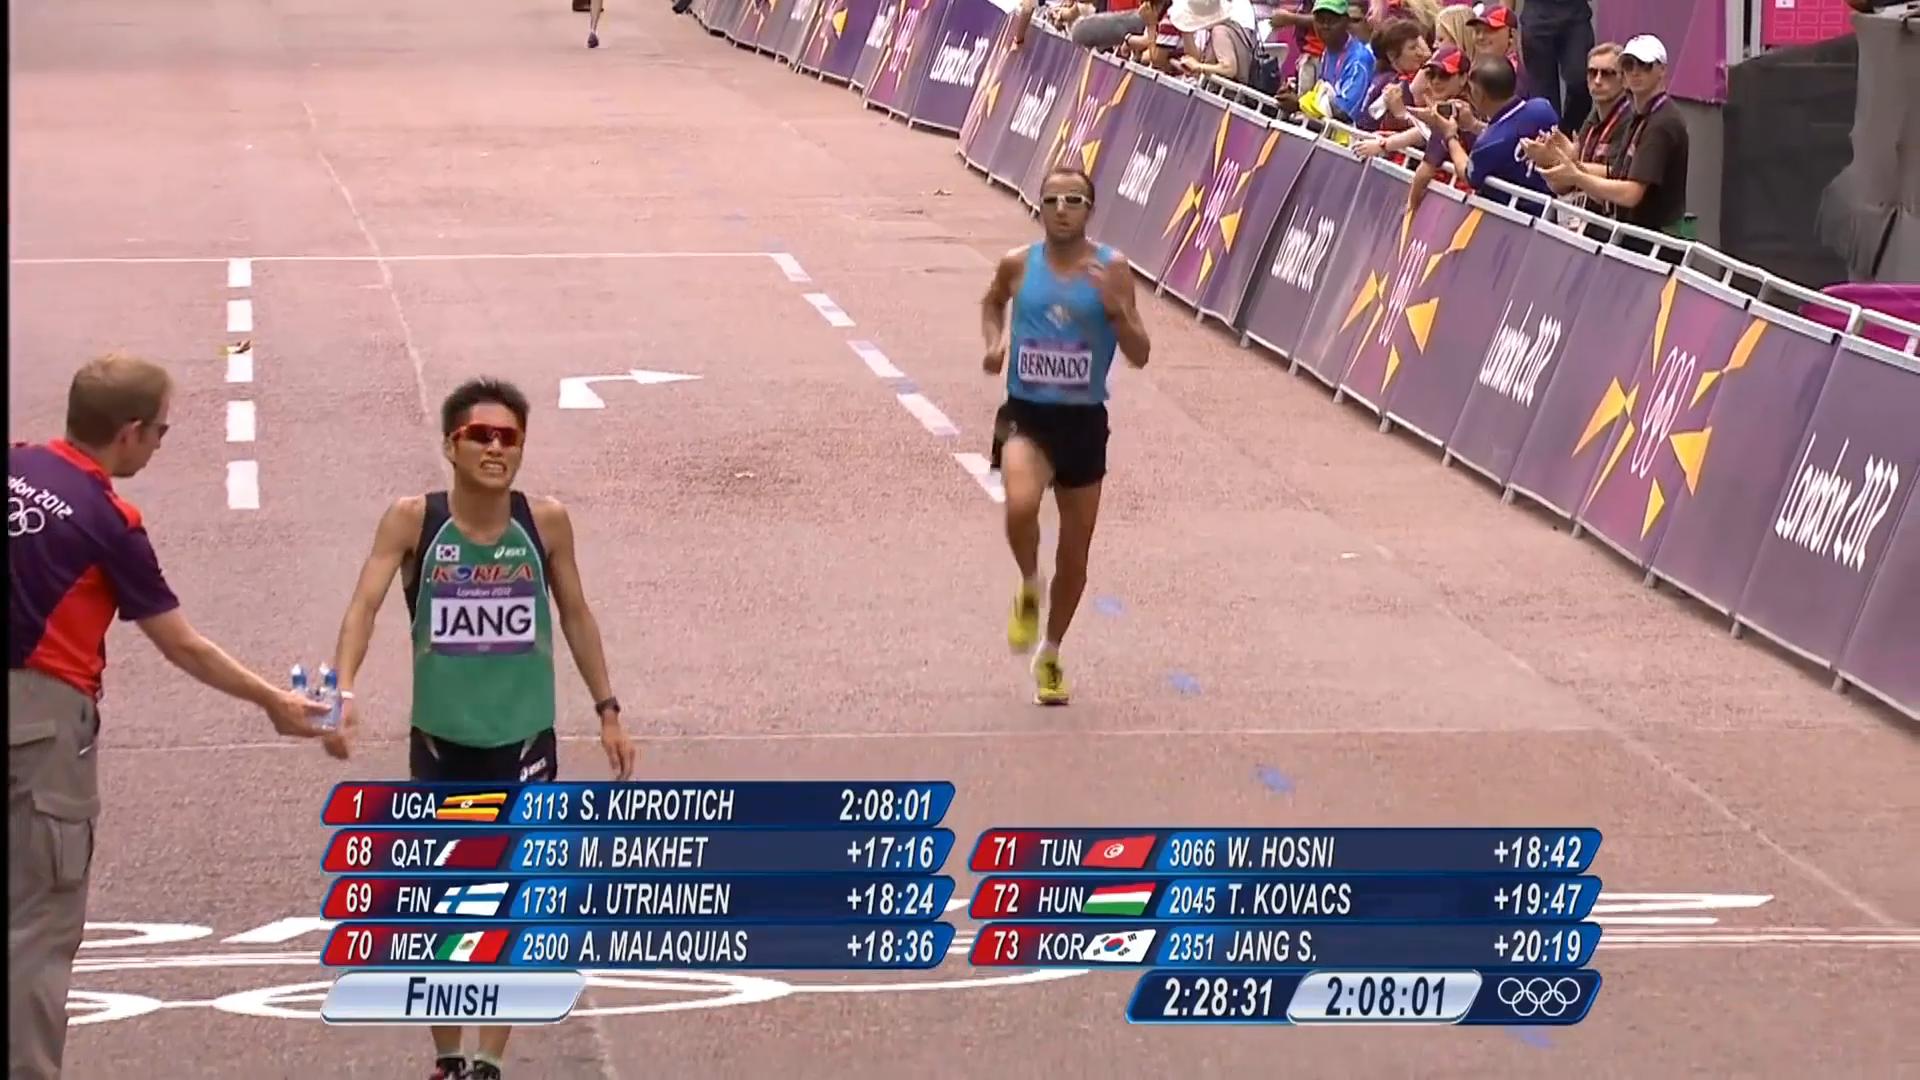 London 2012
London 2012
London 2012
London 2012
London 2012
London 2012
BERNADO
don 2012
asics
KOREA
London 2012
JANG
asics
1 UGA 3113 S. KIPROTICH 2:08:01
68 QAT 2753 M. BAKHET +17:16
69 FIN 1731 J. UTRIAINEN +18:24
70 MEX 2500 A. MALAQUIAS +18:36
71 TUN 3066 W. HOSNI +18:42
72 HUN 2045 T. KOVACS +19:47
73 KOR 2351 JANG S. +20:19
FINISH
2:28:31 2:08:01